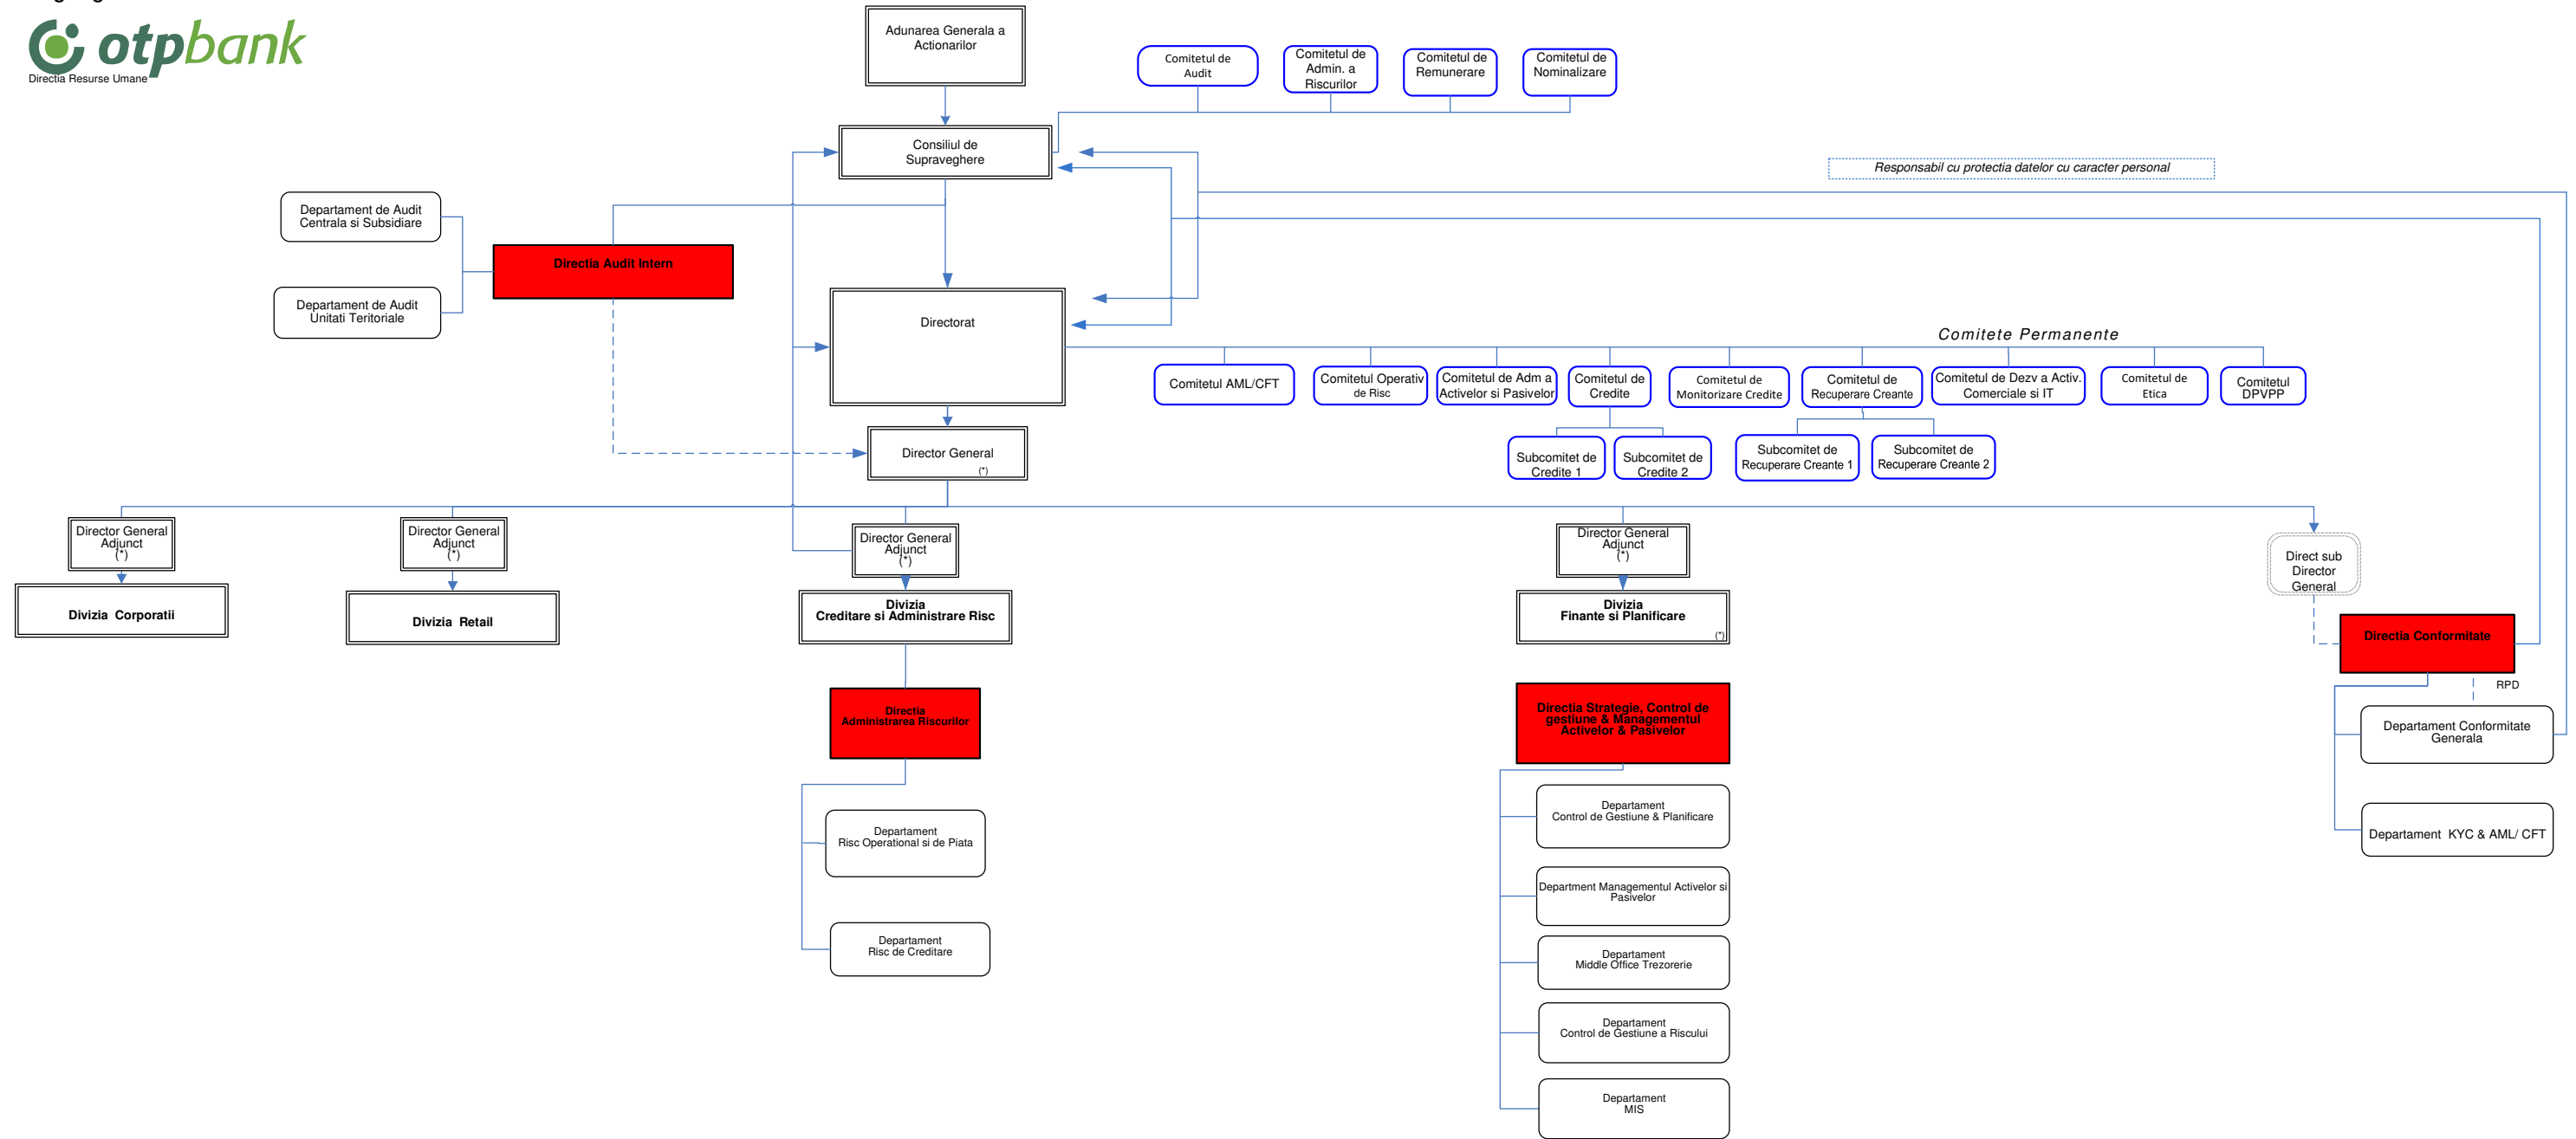 otpbank
Directia Resurse Umane
Adunarea Generala a
Actionarilor
Comitetul de
Audit
Comitetul de
Admin. a
Riscurilor
Comitetul de
Remunerare
Comitetul de
Nominalizare
Consiliul de
Supraveghere
Responsabil cu protectia datelor cu caracter personal
Departament de Audit
Centrala si Subsidiare
Directia Audit Intern
Departament de Audit
Unitati Teritoriale
Directorat
Comitete Permanente
Comitetul AML/CFT
Comitetul Operativ
de Risc
Comitetul de Adm a
Activelor si Pasivelor
Comitetul de
Credite
Comitetul de
Monitorizare Credite
Comitetul de
Recuperare Creante
Comitetul de Dezv a Activ.
Comerciale si IT
Comitetul de
Etica
Comitetul
DPVPP
Subcomitet de
Credite 1
Subcomitet de
Credite 2
Subcomitet de
Recuperare Creante 1
Subcomitet de
Recuperare Creante 2
Director General
(*)
Director General
Adjunct
(*)
Director General
Adjunct
(*)
Director General
Adjunct
(*)
Director General
Adjunct
(*)
Direct sub
Director
General
Divizia Corporatii
Divizia Retail
Divizia
Creditare si Administrare Risc
Divizia
Finante si Planificare
(*)
Directia Conformitate
RPD
Directia
Administrarea Riscurilor
Directia Strategie, Control de
gestiune & Managementul
Activelor & Pasivelor
Departament Conformitate
Generala
Departament KYC & AML/ CFT
Departament
Risc Operational si de Piata
Departament
Risc de Creditare
Departament
Control de Gestiune & Planificare
Department Managementul Activelor si
Pasivelor
Departament
Middle Office Trezorerie
Departament
Control de Gestiune a Riscului
Departament
MIS